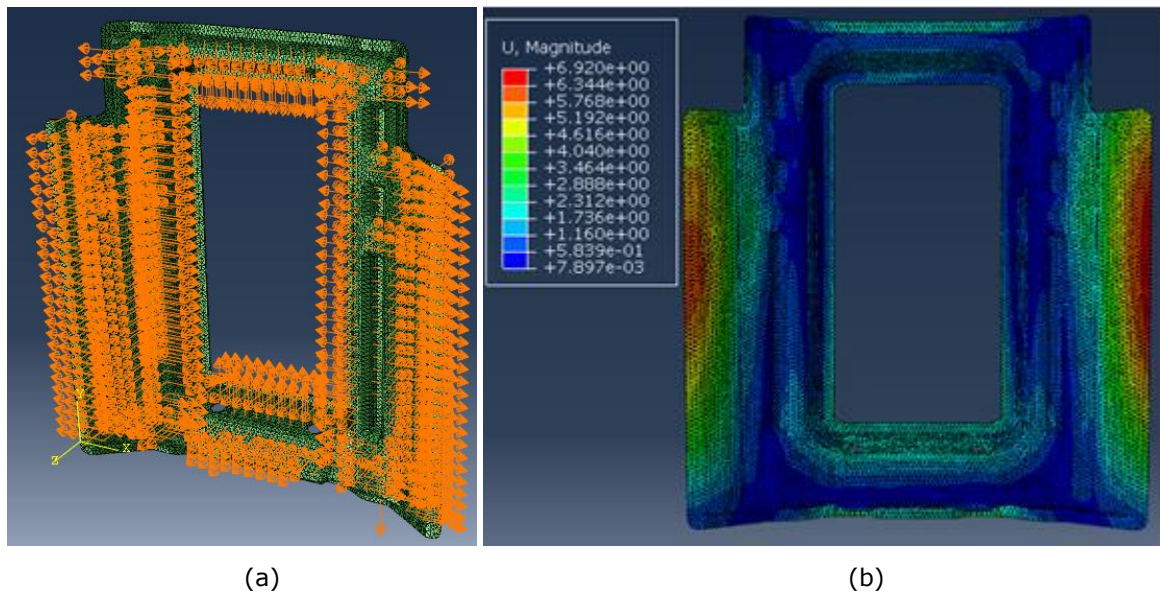 U, Magnitude
+6.920e+00
+6.344e+00
+5.768e+00
+5.192e+00
+4.616e+00
+4.040e+00
+3.464e+00
+2.888e+00
+2.312e+00
+1.736e+00
+1.160e+00
+5.839e-01
+7.897e-03
Y
Z
X
(a)
(b)